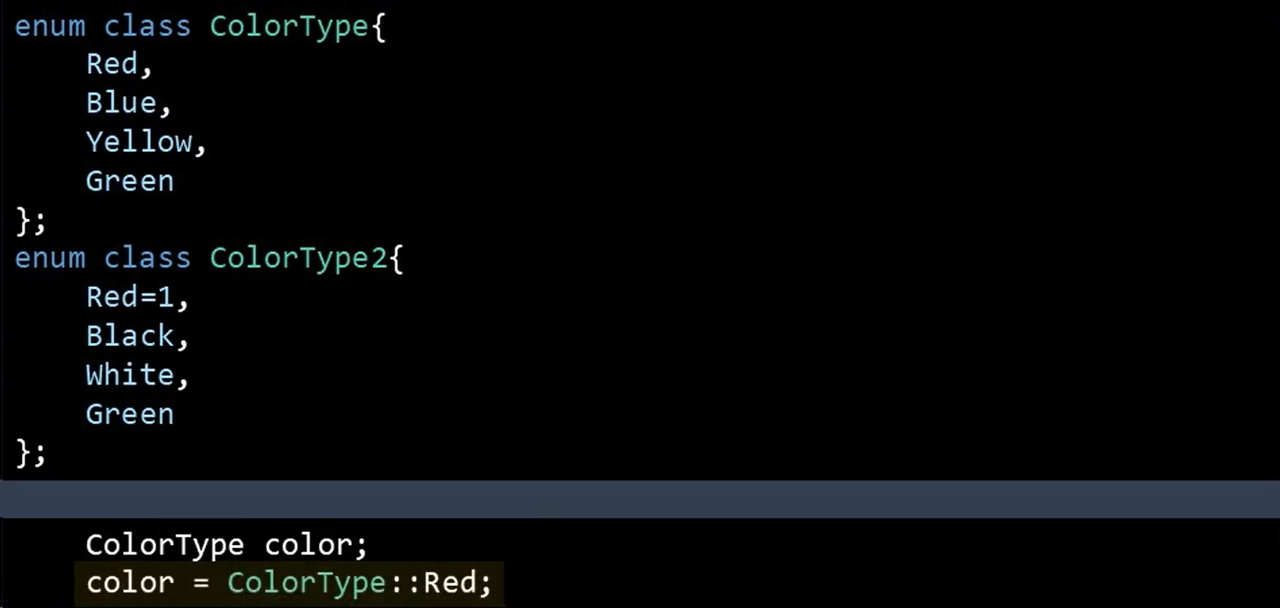 enum class ColorType{
    Red,
    Blue,
    Yellow,
    Green
};
enum class ColorType2{
    Red=1,
    Black,
    White,
    Green
};
    ColorType color;
    color = ColorType::Red;